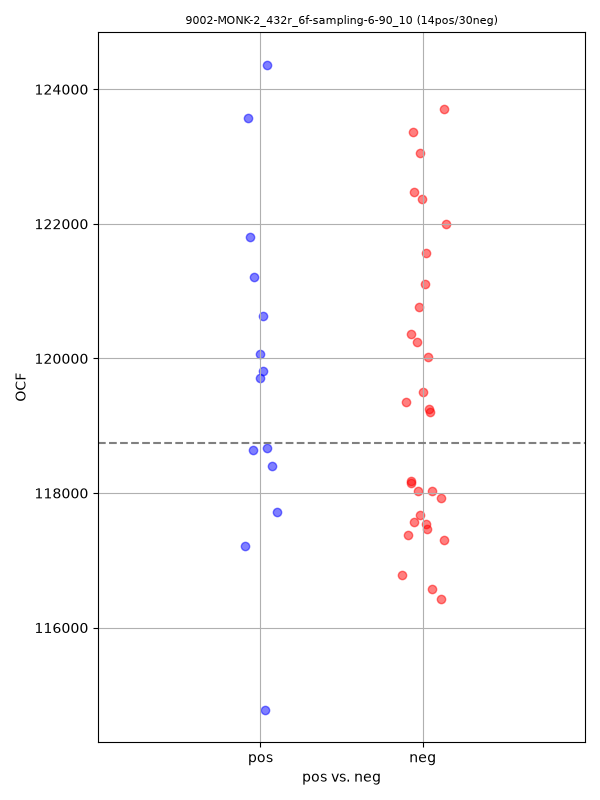 9002-MONK-2_432r_6f-sampling-6-90_10 (14pos/30neg)
124000
122000
120000
118000
116000
OCF
pos
neg
pos vs. neg